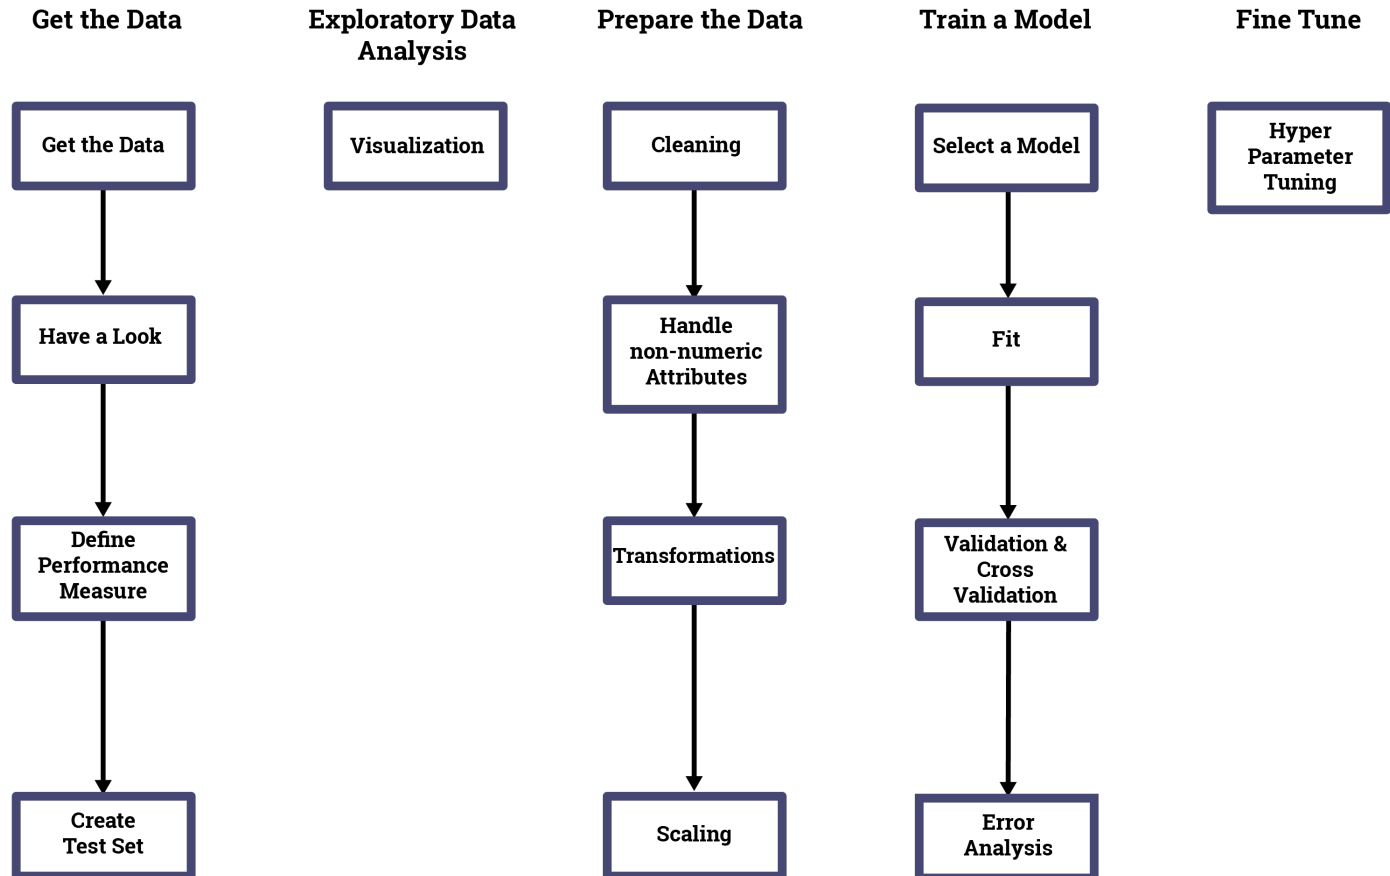 Get the Data
Exploratory Data
Analysis
Prepare the Data
Train a Model
Fine Tune
Get the Data
Have a Look
Define
Performance
Measure
Create
Test Set
Visualization
Cleaning
Handle
non-numeric
Attributes
Transformations
Scaling
Select a Model
Fit
Validation &
Cross
Validation
Error
Analysis
Hyper
Parameter
Tuning